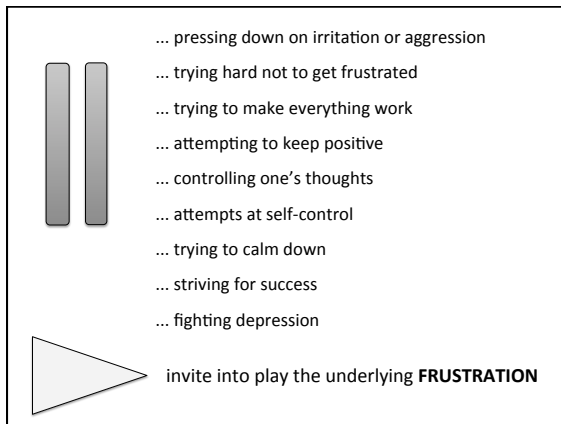 ... pressing down on irritation or aggression
... trying hard not to get frustrated
... trying to make everything work
... attempting to keep positive
... controlling one’s thoughts
... attempts at self-control
... trying to calm down
... striving for success
... fighting depression
invite into play the underlying FRUSTRATION